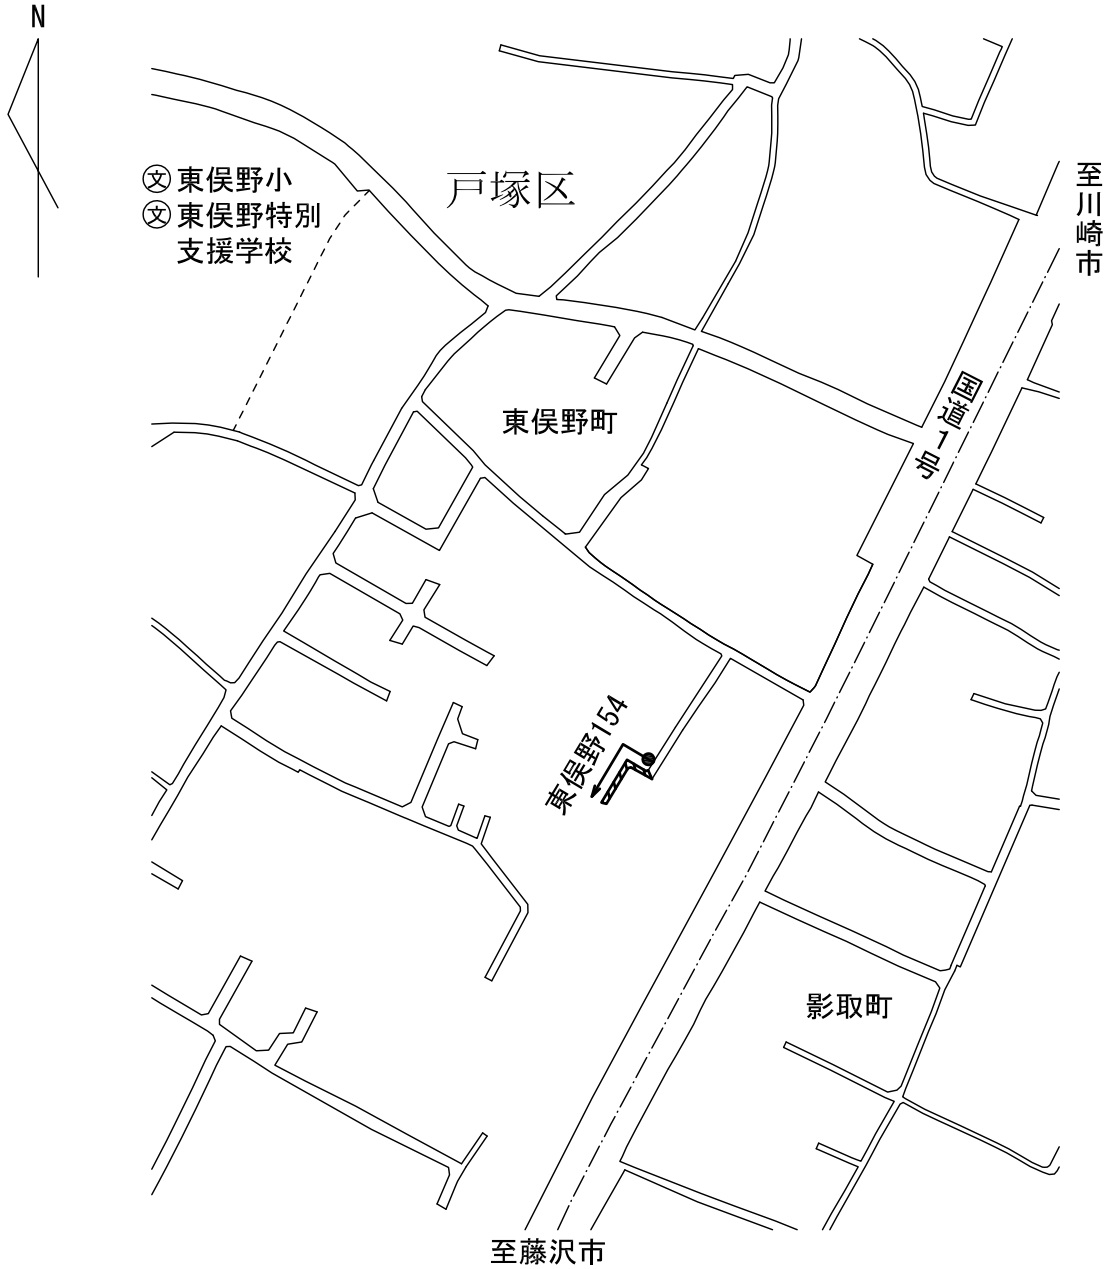 N
戸塚区
㊫東俣野小
㊫東俣野特別
支援学校
至川崎市
国道1号
東俣野町
東俣野154
影取町
至藤沢市